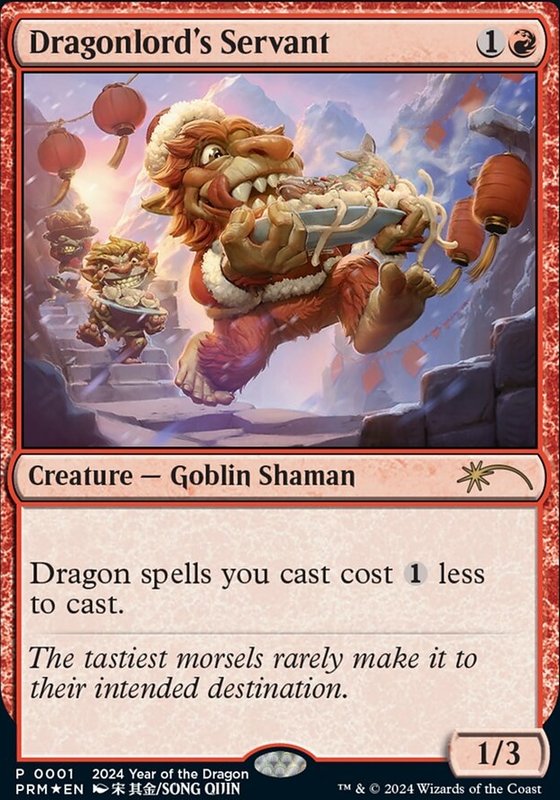 Dragonlord's Servant 1
Creature — Goblin Shaman
Dragon spells you cast cost 1 less
to cast.
The tastiest morsels rarely make it to
their intended destination.
1/3
P 0001 2024 Year of the Dragon
PRM★EN 宋 其金/SONG QIJIN
™ & © 2024 Wizards of the Coast